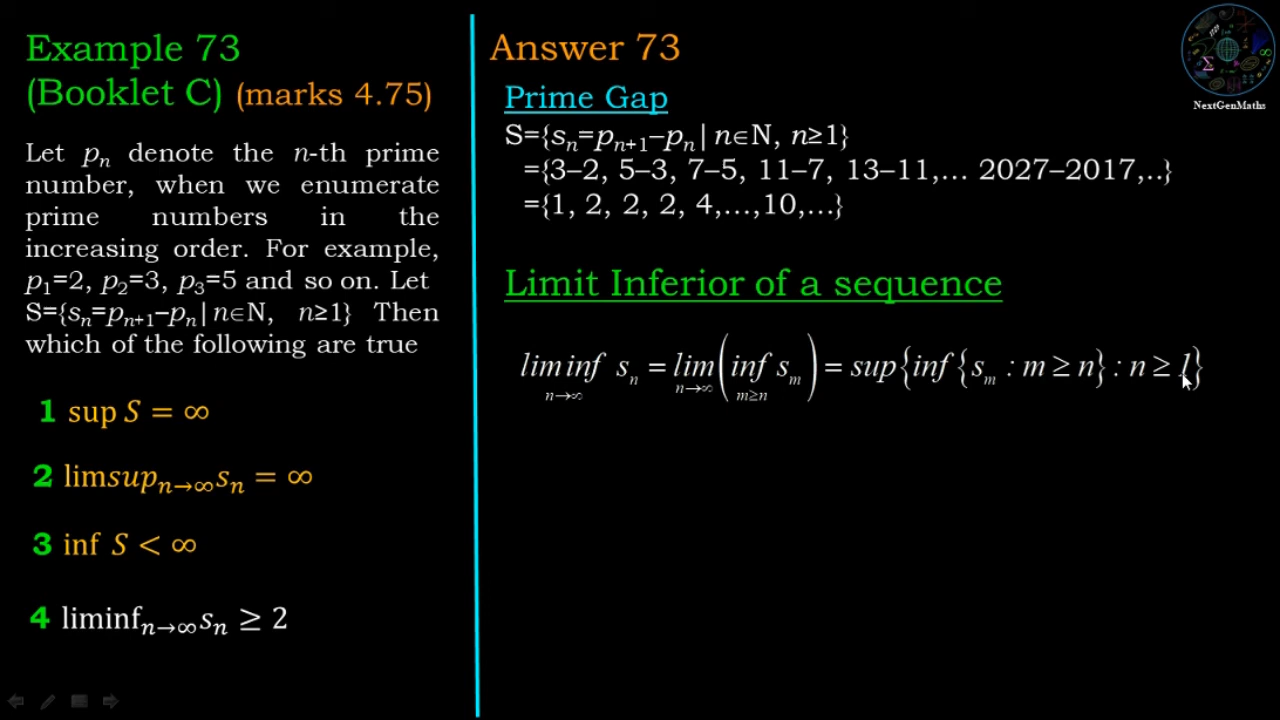 Example 73
(Booklet C) (marks 4.75)
Let pₙ denote the n-th prime
number, when we enumerate
prime numbers in the
increasing order. For example,
p₁=2, p₂=3, p₃=5 and so on. Let
S={sₙ=pₙ₊₁–pₙ| n∈N, n≥1} Then
which of the following are true
1 sup S = ∞
2 limsupₙ→∞sₙ = ∞
3 inf S < ∞
4 liminfₙ→∞sₙ ≥ 2
Answer 73
Prime Gap
S={sₙ=pₙ₊₁–pₙ| n∈N, n≥1}
={3–2, 5–3, 7–5, 11–7, 13–11,… 2027–2017,..}
={1, 2, 2, 2, 4,…,10,…}
Limit Inferior of a sequence
lim inf n→∞ sₙ = lim n→∞ (inf m≥n sₘ) = sup{inf{sₘ : m ≥ n} : n ≥ 1}
NextGenMaths